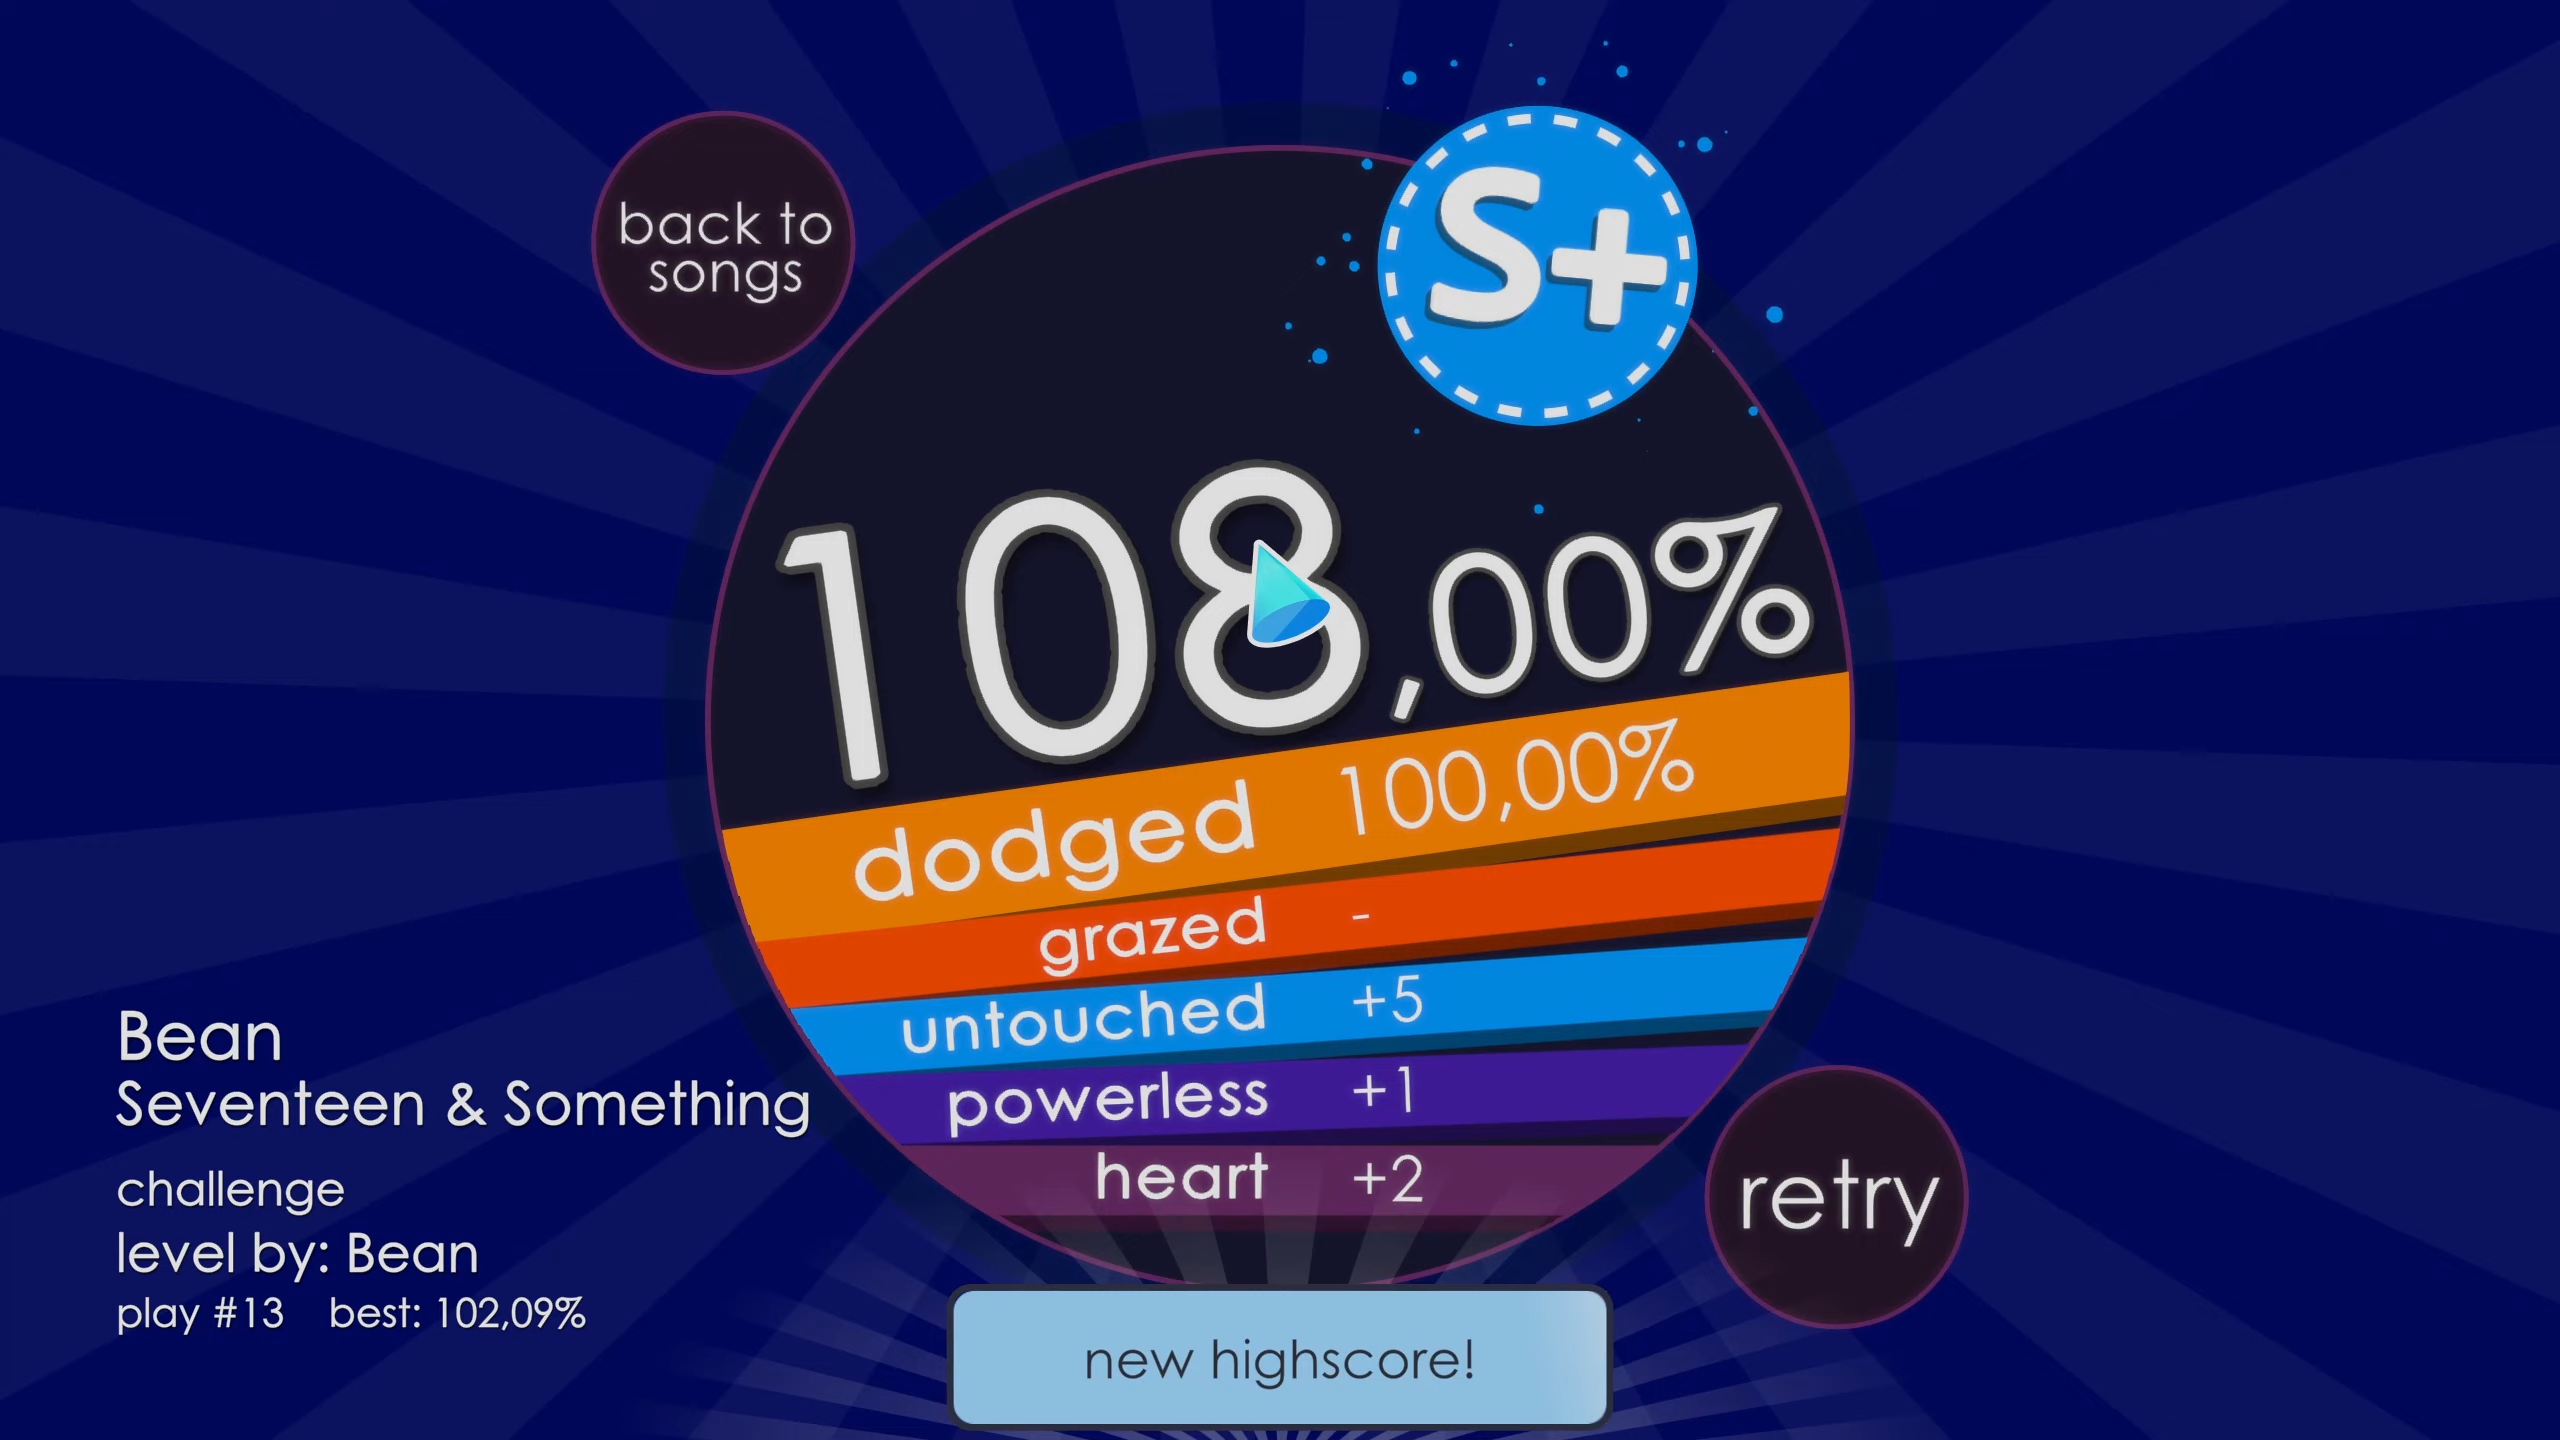 back to
songs
S+
108,00%
dodged 100,00%
grazed -
untouched +5
powerless +1
heart +2
Bean
Seventeen & Something
challenge
level by: Bean
play #13 best: 102,09%
retry
new highscore!